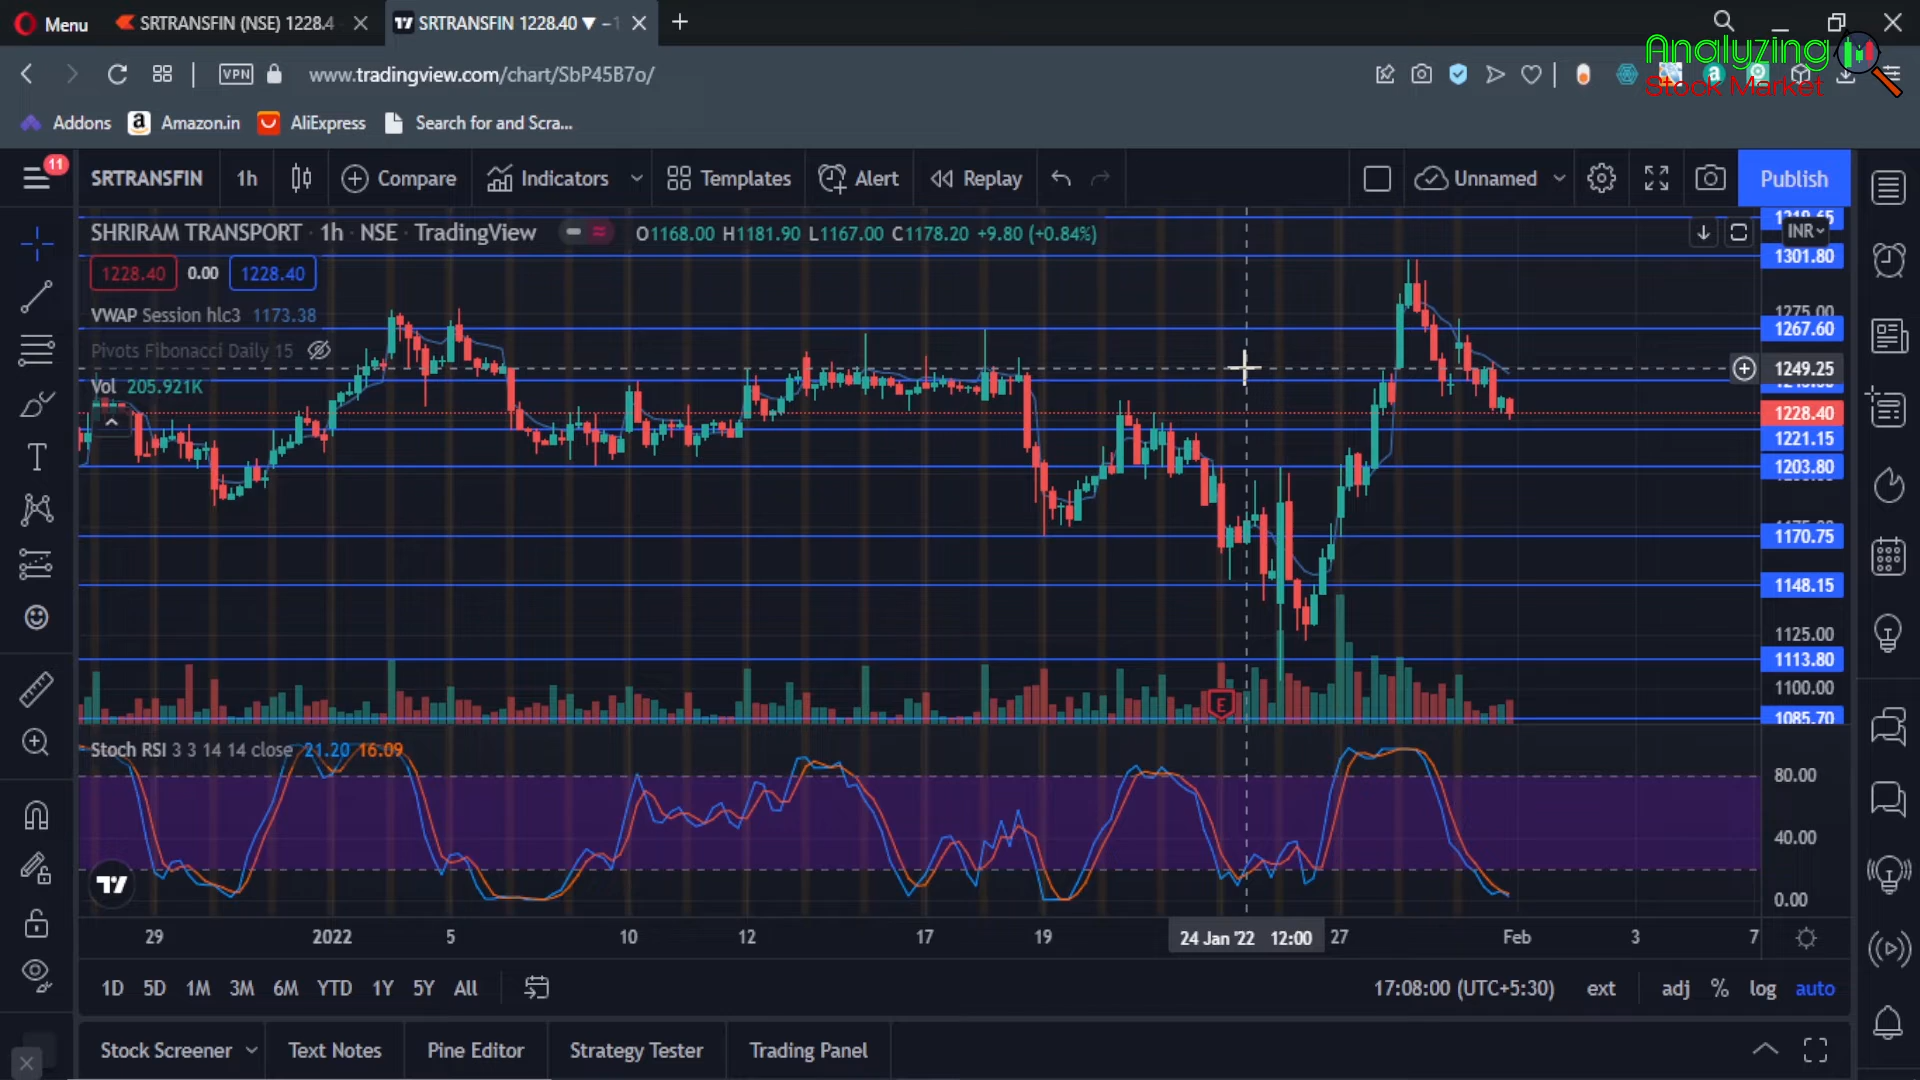 Menu
SRTRANSFIN (NSE) 1228.4
SRTRANSFIN 1228.40 ▼ −1
Analyzing
Stock Market
VPN
www.tradingview.com/chart/SbP45B7o/
Addons
Amazon.in
AliExpress
Search for and Scra...
11
SRTRANSFIN
1h
Compare
Indicators
Templates
Alert
Replay
Unnamed
Publish
SHRIRAM TRANSPORT · 1h · NSE · TradingView
O1168.00 H1181.90 L1167.00 C1178.20 +9.80 (+0.84%)
INR
1228.40 0.00 1228.40
VWAP Session hlc3 1173.38
Pivots Fibonacci Daily 15
Vol 205.921K
1301.80
1275.00
1267.60
1249.25
1228.40
1221.15
1203.80
1170.75
1148.15
1125.00
1113.80
1100.00
1085.70
E
Stoch RSI 3 3 14 14 close 21.20 16.09
80.00
40.00
0.00
29 2022 5 10 12 17 19 24 Jan '22 12:00 27 Feb 3 7
1D 5D 1M 3M 6M YTD 1Y 5Y All
17:08:00 (UTC+5:30) ext adj % log auto
Stock Screener
Text Notes
Pine Editor
Strategy Tester
Trading Panel